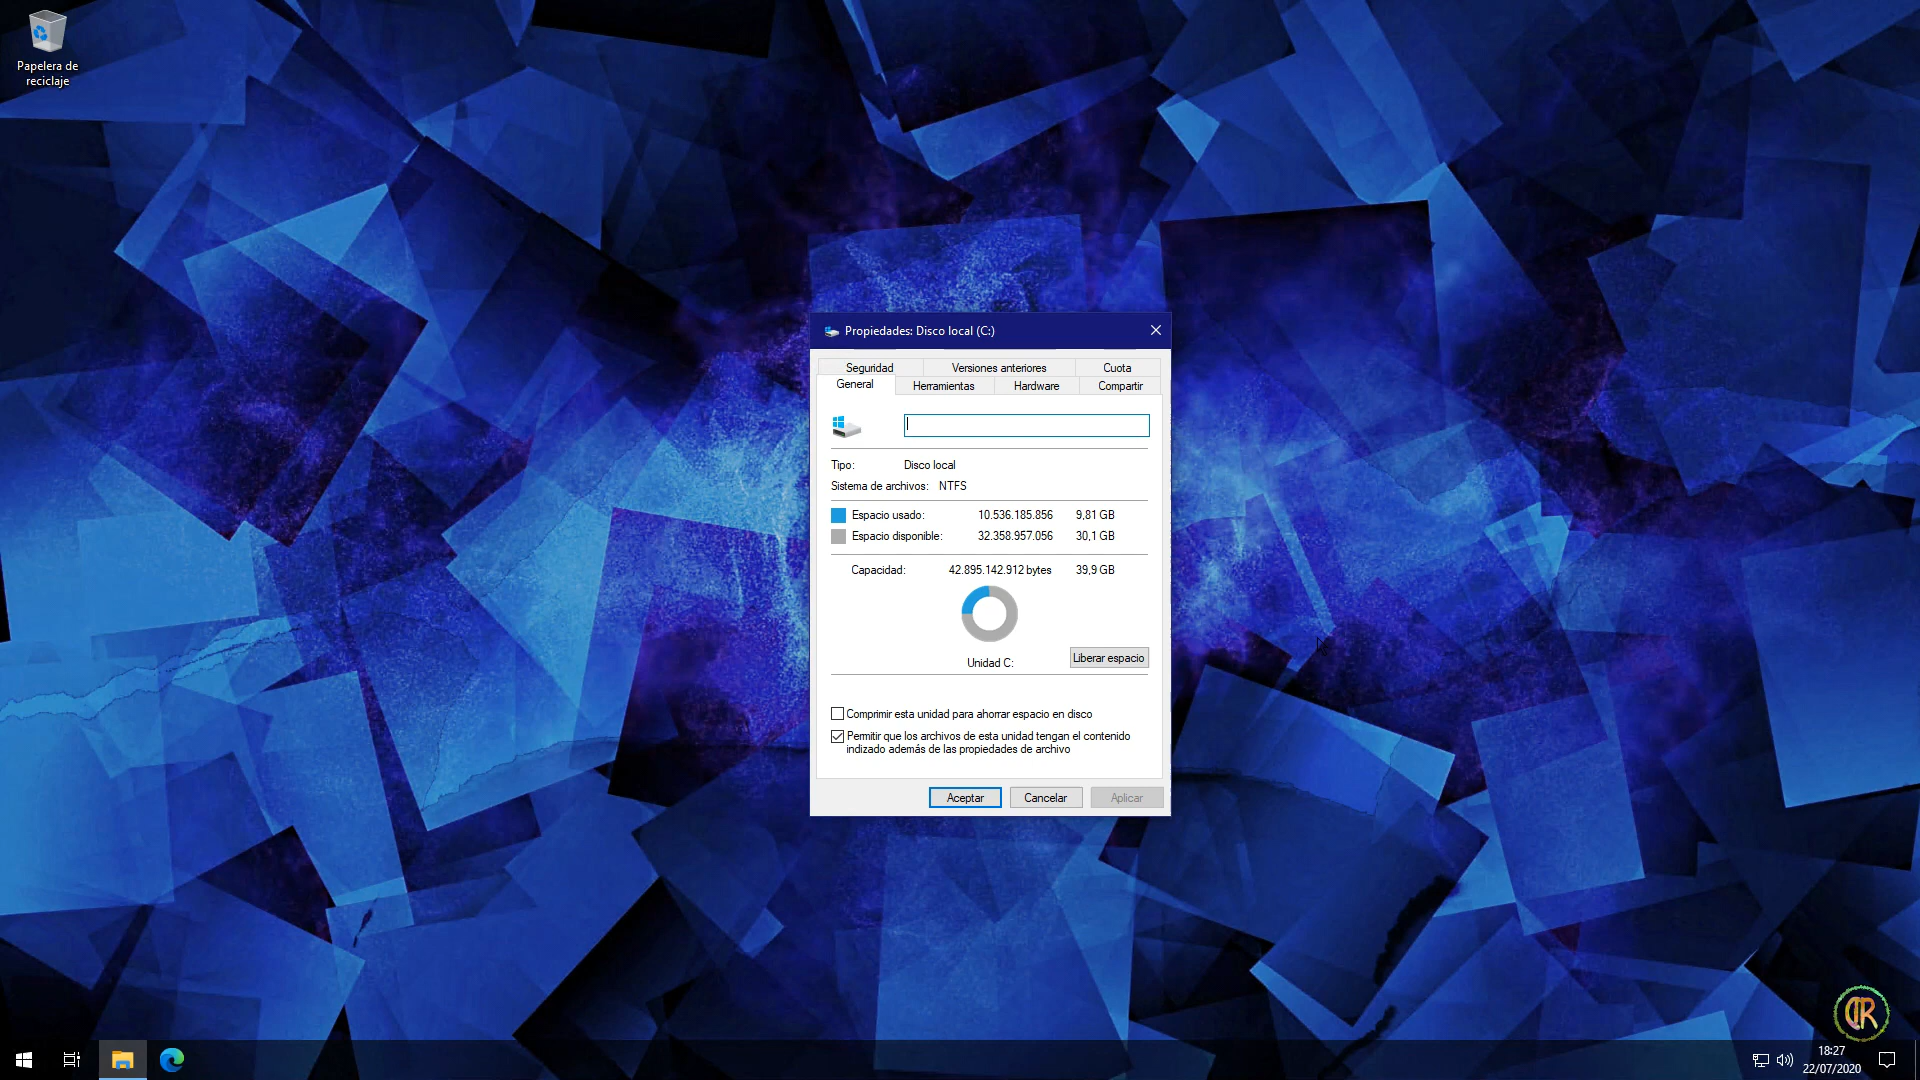 Papelera de
reciclaje
Propiedades: Disco local (C:)
Seguridad Versiones anteriores Cuota
General Herramientas Hardware Compartir
Tipo: Disco local
Sistema de archivos: NTFS
Espacio usado: 10.536.185.856 9,81 GB
Espacio disponible: 32.358.957.056 30,1 GB
Capacidad: 42.895.142.912 bytes 39,9 GB
Unidad C:
Liberar espacio
Comprimir esta unidad para ahorrar espacio en disco
Permitir que los archivos de esta unidad tengan el contenido
indizado además de las propiedades de archivo
Aceptar Cancelar Aplicar
18:27
22/07/2020